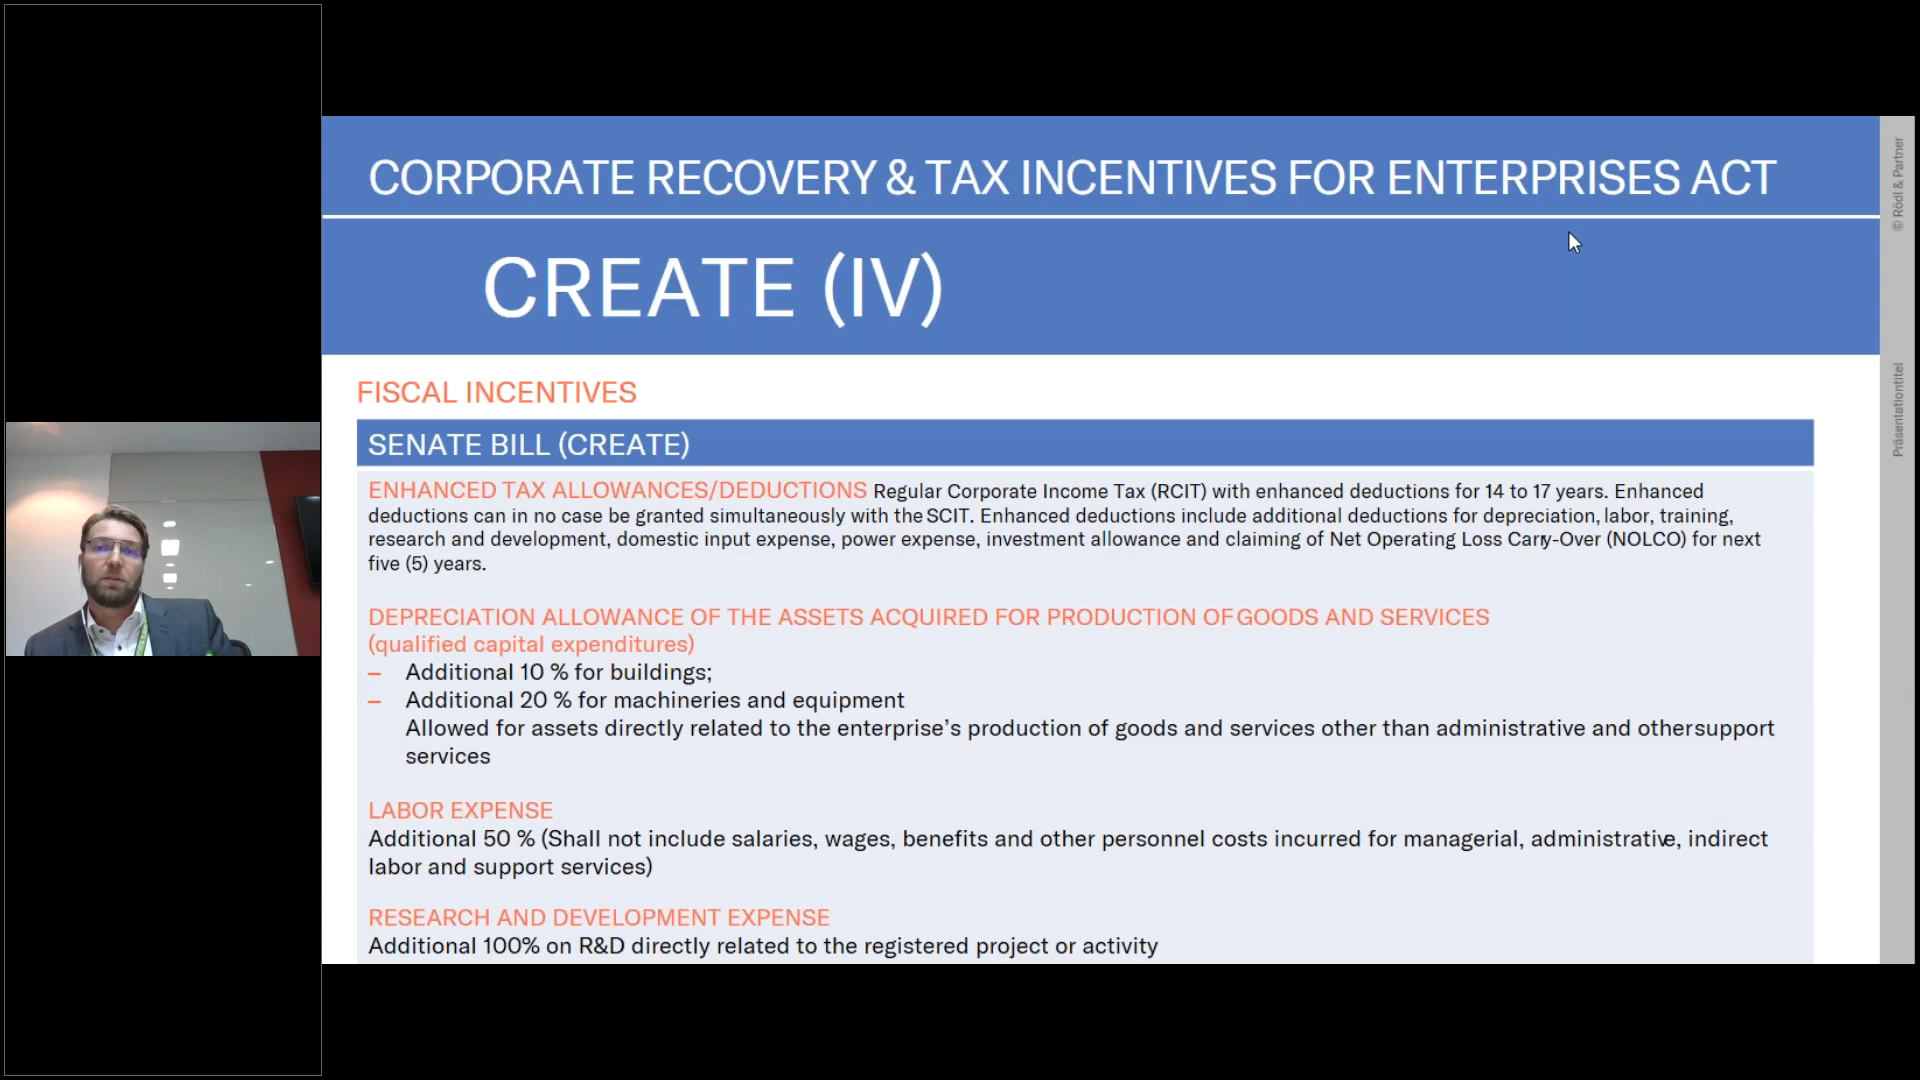 CORPORATE RECOVERY & TAX INCENTIVES FOR ENTERPRISES ACT
CREATE (IV)
FISCAL INCENTIVES
SENATE BILL (CREATE)
ENHANCED TAX ALLOWANCES/DEDUCTIONS Regular Corporate Income Tax (RCIT) with enhanced deductions for 14 to 17 years. Enhanced
deductions can in no case be granted simultaneously with the SCIT. Enhanced deductions include additional deductions for depreciation, labor, training,
research and development, domestic input expense, power expense, investment allowance and claiming of Net Operating Loss Carry-Over (NOLCO) for next
five (5) years.
DEPRECIATION ALLOWANCE OF THE ASSETS ACQUIRED FOR PRODUCTION OF GOODS AND SERVICES
(qualified capital expenditures)
– Additional 10 % for buildings;
– Additional 20 % for machineries and equipment
Allowed for assets directly related to the enterprise’s production of goods and services other than administrative and othersupport
services
LABOR EXPENSE
Additional 50 % (Shall not include salaries, wages, benefits and other personnel costs incurred for managerial, administrative, indirect
labor and support services)
RESEARCH AND DEVELOPMENT EXPENSE
Additional 100% on R&D directly related to the registered project or activity
© Rödl & Partner
Präsentationtitel